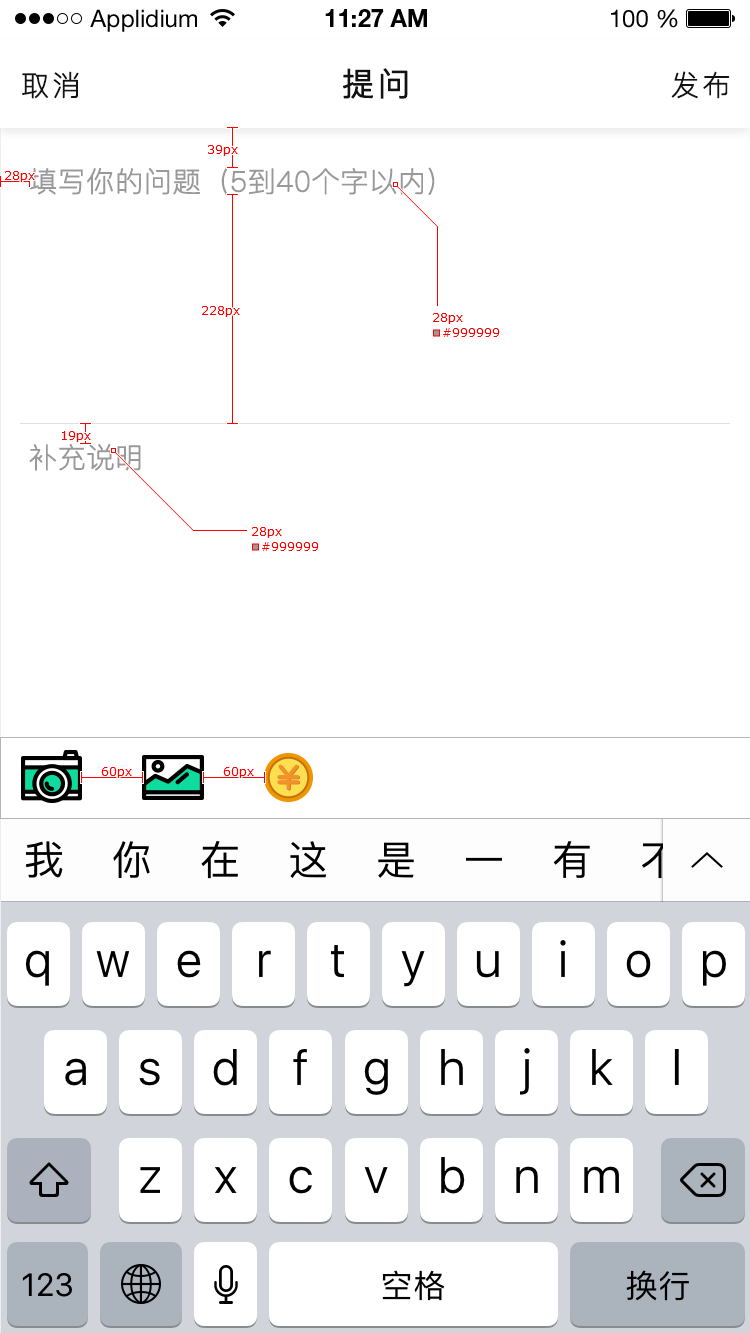 Applidium 11:27 AM 100 %
取消 提问 发布
39px
28px 填写你的问题（5到40个字以内）
228px
28px
#999999
19px
补充说明
28px
#999999
60px 60px
我 你 在 这 是 一 有
q w e r t y u i o p
a s d f g h j k l
z x c v b n m
123 空格 换行